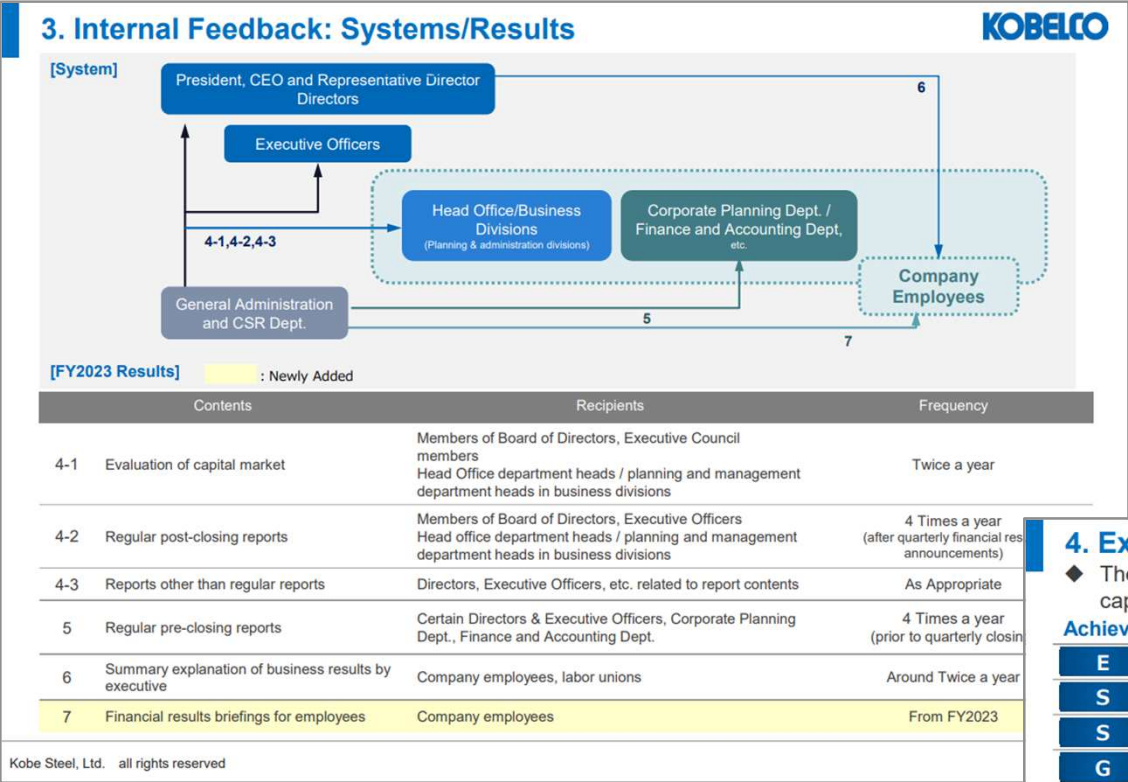 3. Internal Feedback: Systems/Results
KOBELCO
[System]
President, CEO and Representative Director
Directors
6
Executive Officers
Head Office/Business
Divisions
(Planning & administration divisions)
Corporate Planning Dept. /
Finance and Accounting Dept,
etc.
4-1,4-2,4-3
Company
Employees
General Administration
and CSR Dept.
5
7
[FY2023 Results]
: Newly Added
Contents
Recipients
Frequency
4-1
Evaluation of capital market
Members of Board of Directors, Executive Council
members
Head Office department heads / planning and management
department heads in business divisions
Twice a year
4-2
Regular post-closing reports
Members of Board of Directors, Executive Officers
Head office department heads / planning and management
department heads in business divisions
4 Times a year
(after quarterly financial
announcements)
4-3
Reports other than regular reports
Directors, Executive Officers, etc. related to report contents
As Appropriate
5
Regular pre-closing reports
Certain Directors & Executive Officers, Corporate Planning
Dept., Finance and Accounting Dept.
4 Times a year
(prior to quarterly
6
Summary explanation of business results by
executive
Company employees, labor unions
Around Twice a year
7
Financial results briefings for employees
Company employees
From FY2023
Kobe Steel, Ltd. all rights reserved
4.
E
S
S
G